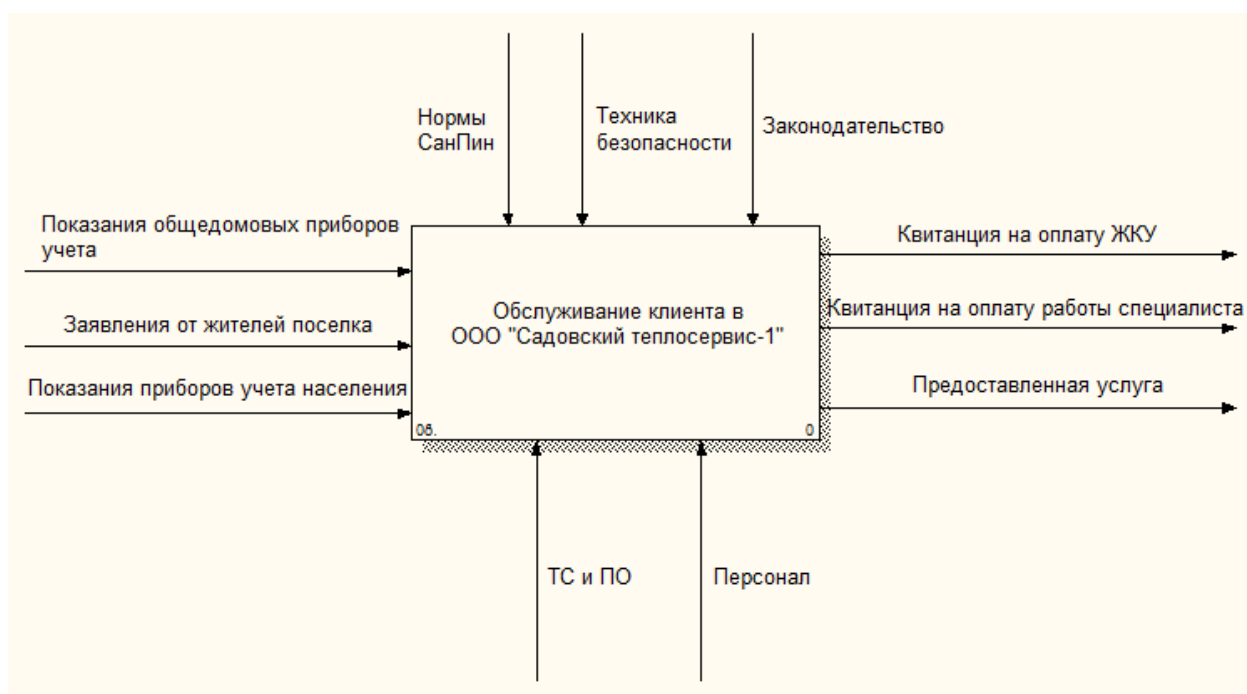 Нормы
СанПин
Техника
безопасности
Законодательство
Показания общедомовых приборов
учета
Заявления от жителей поселка
Показания приборов учета населения
Обслуживание клиента в
ООО "Садовский теплосервис-1"
0б.
0
Квитанция на оплату ЖКУ
Квитанция на оплату работы специалиста
Предоставленная услуга
ТС и ПО
Персонал